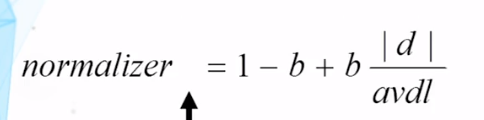 normalizer = 1 − b + b |d| / avdl